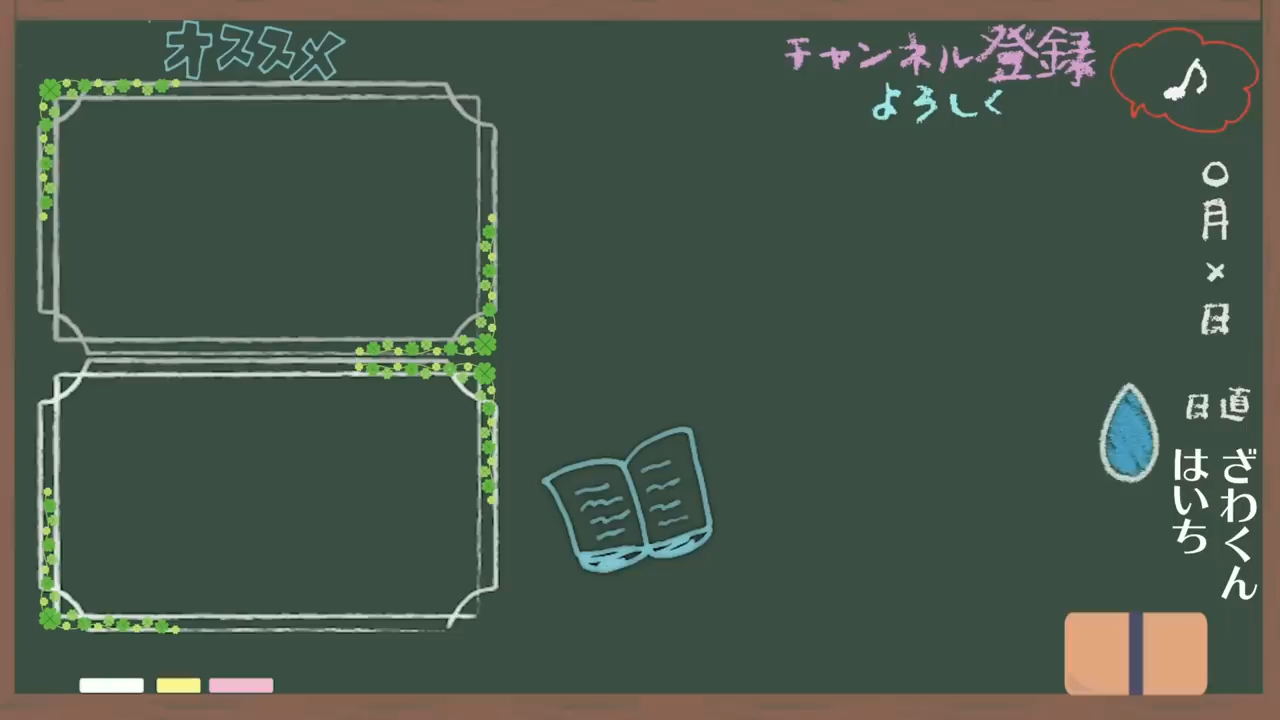 オススメ
チャンネル登録
よろしく
○月×日
日直
ざわくん
はいち